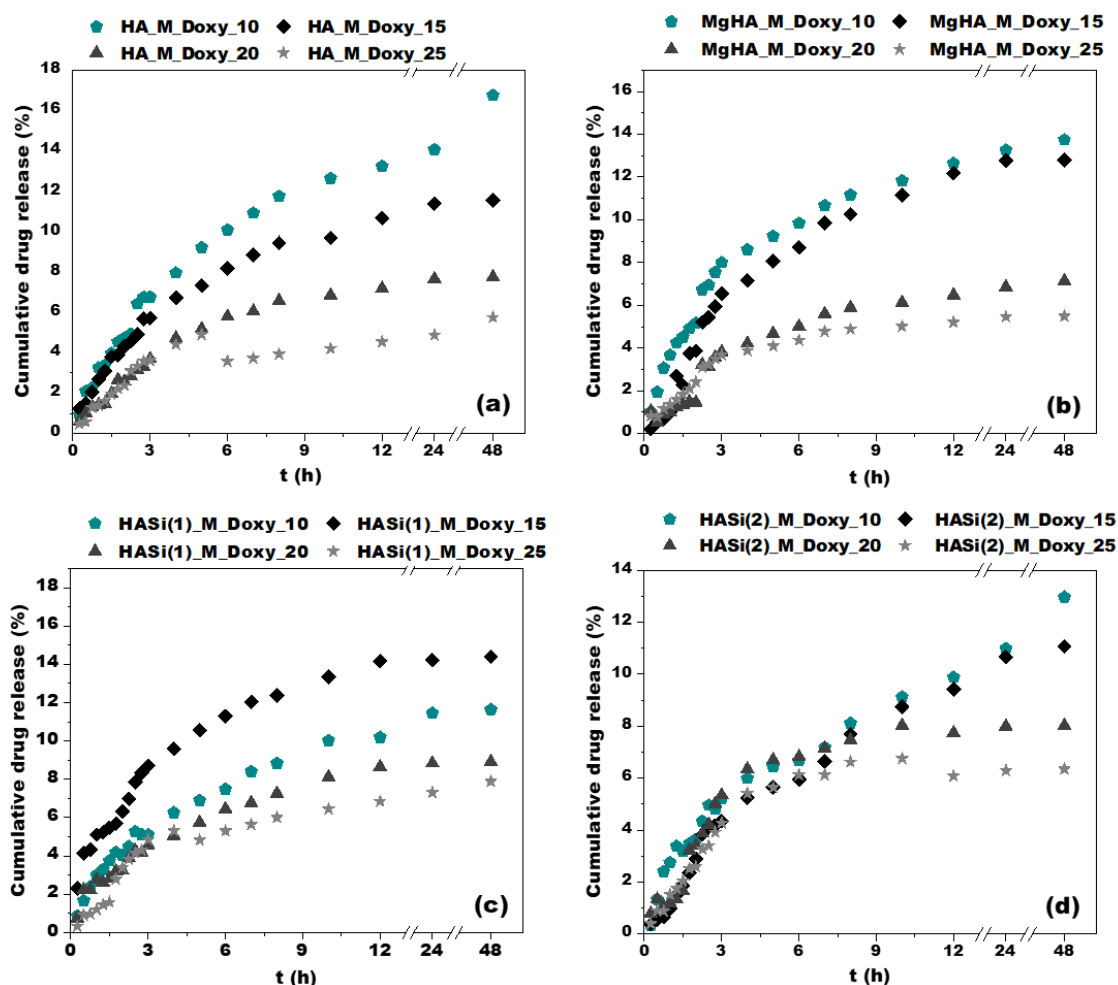 HA_M_Doxy_10 HA_M_Doxy_15
HA_M_Doxy_20 HA_M_Doxy_25
Cumulative drug release (%)
18
16
14
12
10
8
6
4
2
0
(a)
0 3 6 9 12 24 48
t (h)
MgHA_M_Doxy_10 MgHA_M_Doxy_15
MgHA_M_Doxy_20 MgHA_M_Doxy_25
Cumulative drug release (%)
16
14
12
10
8
6
4
2
0
(b)
0 3 6 9 12 24 48
t (h)
HASi(1)_M_Doxy_10 HASi(1)_M_Doxy_15
HASi(1)_M_Doxy_20 HASi(1)_M_Doxy_25
Cumulative drug release (%)
18
16
14
12
10
8
6
4
2
0
(c)
0 3 6 9 12 24 48
t (h)
HASi(2)_M_Doxy_10 HASi(2)_M_Doxy_15
HASi(2)_M_Doxy_20 HASi(2)_M_Doxy_25
Cumulative drug release (%)
14
12
10
8
6
4
2
0
(d)
0 3 6 9 12 24 48
t (h)